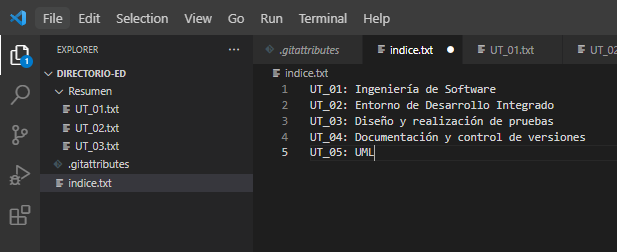 File Edit Selection View Go Run Terminal Help
EXPLORER ...
DIRECTORIO-ED
Resumen
UT_01.txt
UT_02.txt
UT_03.txt
.gitattributes
indice.txt
1
.gitattributes indice.txt UT_01.txt UT_02
indice.txt
1 UT_01: Ingeniería de Software
2 UT_02: Entorno de Desarrollo Integrado
3 UT_03: Diseño y realización de pruebas
4 UT_04: Documentación y control de versiones
5 UT_05: UML